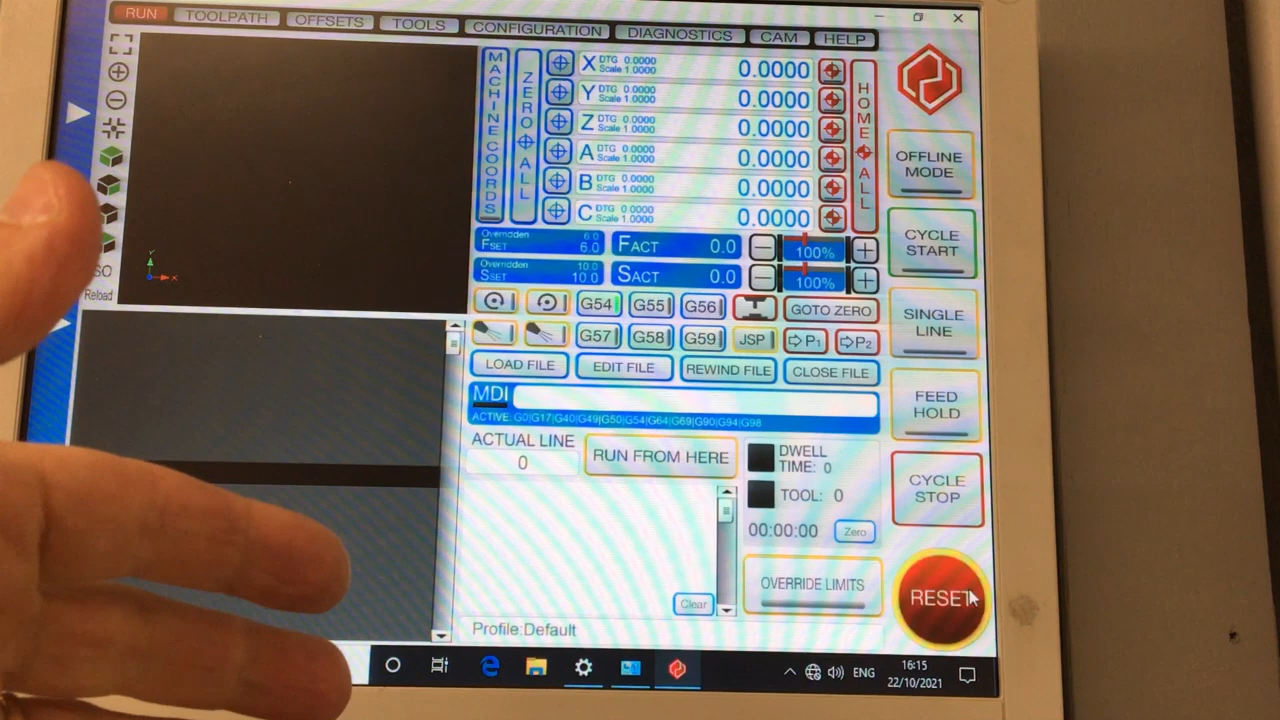 RUN TOOLPATH OFFSETS TOOLS CONFIGURATION DIAGNOSTICS CAM HELP
MACHINE COORDS
ZERO ALL
X DTG 0.0000 Scale 1.0000 0.0000
Y DTG 0.0000 Scale 1.0000 0.0000
Z DTG 0.0000 Scale 1.0000 0.0000
A DTG 0.0000 Scale 1.0000 0.0000
B DTG 0.0000 Scale 1.0000 0.0000
C DTG 0.0000 Scale 1.0000 0.0000
HOME ALL
OFFLINE
MODE
CYCLE
START
SINGLE
LINE
FEED
HOLD
CYCLE
STOP
RESET
Y
X
ISO
Reload
Overridden 6.0
FSET 6.0
FACT 0.0
100%
Overridden 10.0
SSET 10.0
SACT 0.0
100%
G54 G55 G56 GOTO ZERO
G57 G58 G59 JSP P1 P2
LOAD FILE EDIT FILE REWIND FILE CLOSE FILE
MDI
ACTIVE: G0|G17|G40|G49|G50|G54|G64|G69|G90|G94|G98
ACTUAL LINE
0
RUN FROM HERE
DWELL
TIME: 0
TOOL: 0
00:00:00 Zero
OVERRIDE LIMITS
Clear
Profile:Default
ENG
16:15
22/10/2021